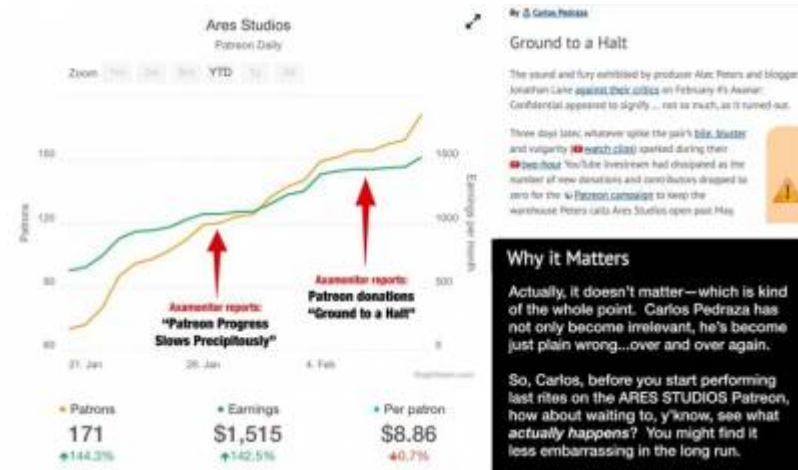 Ares Studios
Patreon Daily
Zoom
YTD
Patrons
160
120
80
40
1500
1000
500
0
Earnings per month
Axamonitor reports:
"Patreon Progress
Slows Precipitously"
Axamonitor reports:
Patreon donations
"Ground to a Halt"
21. Jan
28. Jan
4. Feb
Patrons
171
144.3%
Earnings
$1,515
142.5%
Per patron
$8.86
0.7%
By Carlos Pedraza
Ground to a Halt
The sound and fury exhibited by producer Alec Peters and blogger
Jonathan Lane against their critics on February 4's Axanar
Confidential appeared to signify ... not so much, as it turned out.
Three days later, whatever spike the pair's bile, bluster
and vulgarity (watch clips) sparked during their
two-hour YouTube livestream had dissipated as the
number of new donations and contributors dropped to
zero for the Patreon campaign to keep the
warehouse Peters calls Ares Studios open past May.
Why it Matters
Actually, it doesn't matter—which is kind
of the whole point. Carlos Pedraza has
not only become irrelevant, he's become
just plain wrong...over and over again.
So, Carlos, before you start performing
last rites on the ARES STUDIOS Patreon,
how about waiting to, y'know, see what
actually happens? You might find it
less embarrassing in the long run.